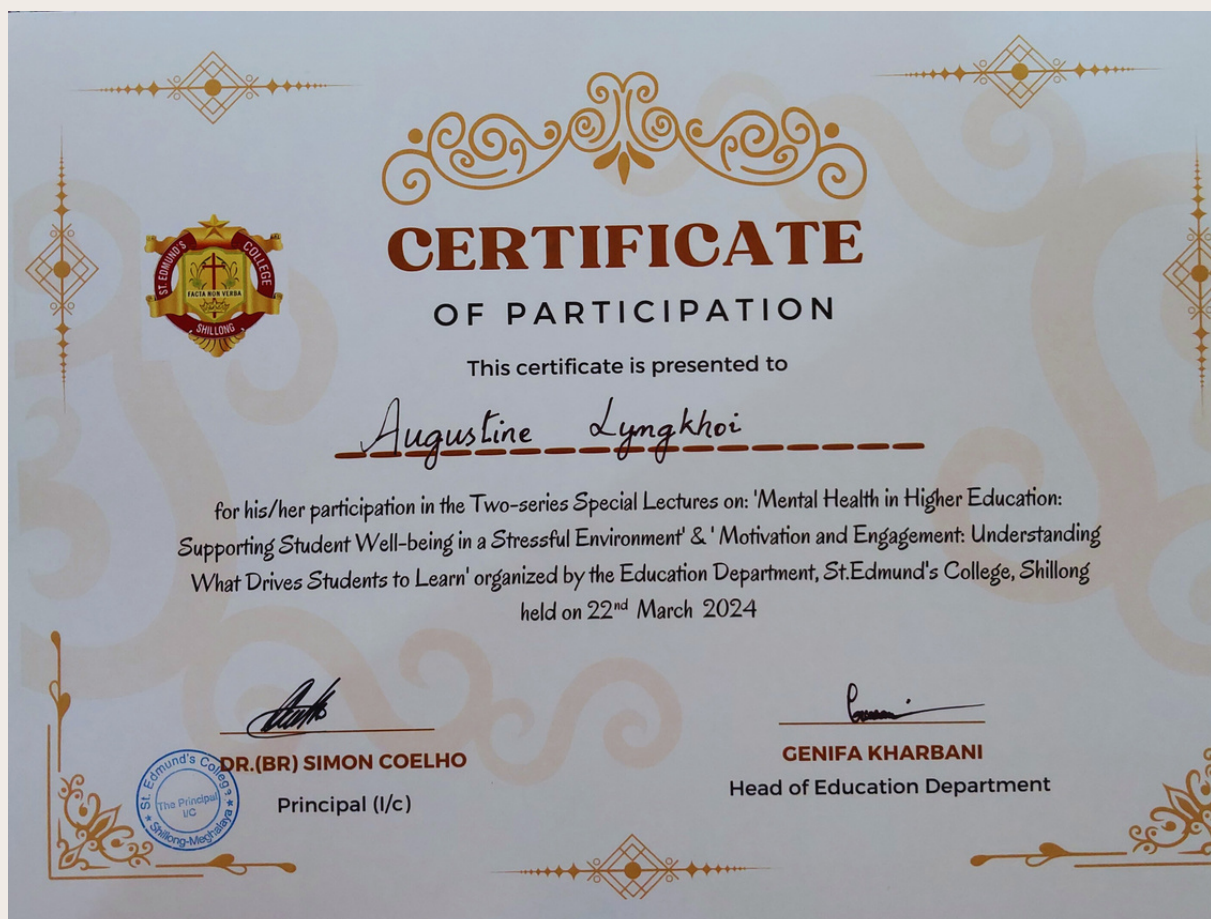 ST. EDMUND'S COLLEGE
FACTA NON VERBA
SHILLONG
CERTIFICATE
OF PARTICIPATION
This certificate is presented to
Augustine Lyngkhoi
for his/her participation in the Two-series Special Lectures on: 'Mental Health in Higher Education:
Supporting Student Well-being in a Stressful Environment' & ' Motivation and Engagement: Understanding
What Drives Students to Learn' organized by the Education Department, St.Edmund's College, Shillong
held on 22nd March 2024
DR.(BR) SIMON COELHO
Principal (I/c)
GENIFA KHARBANI
Head of Education Department
St. Edmund's College
The Principal
I/C
Shillong-Meghalaya